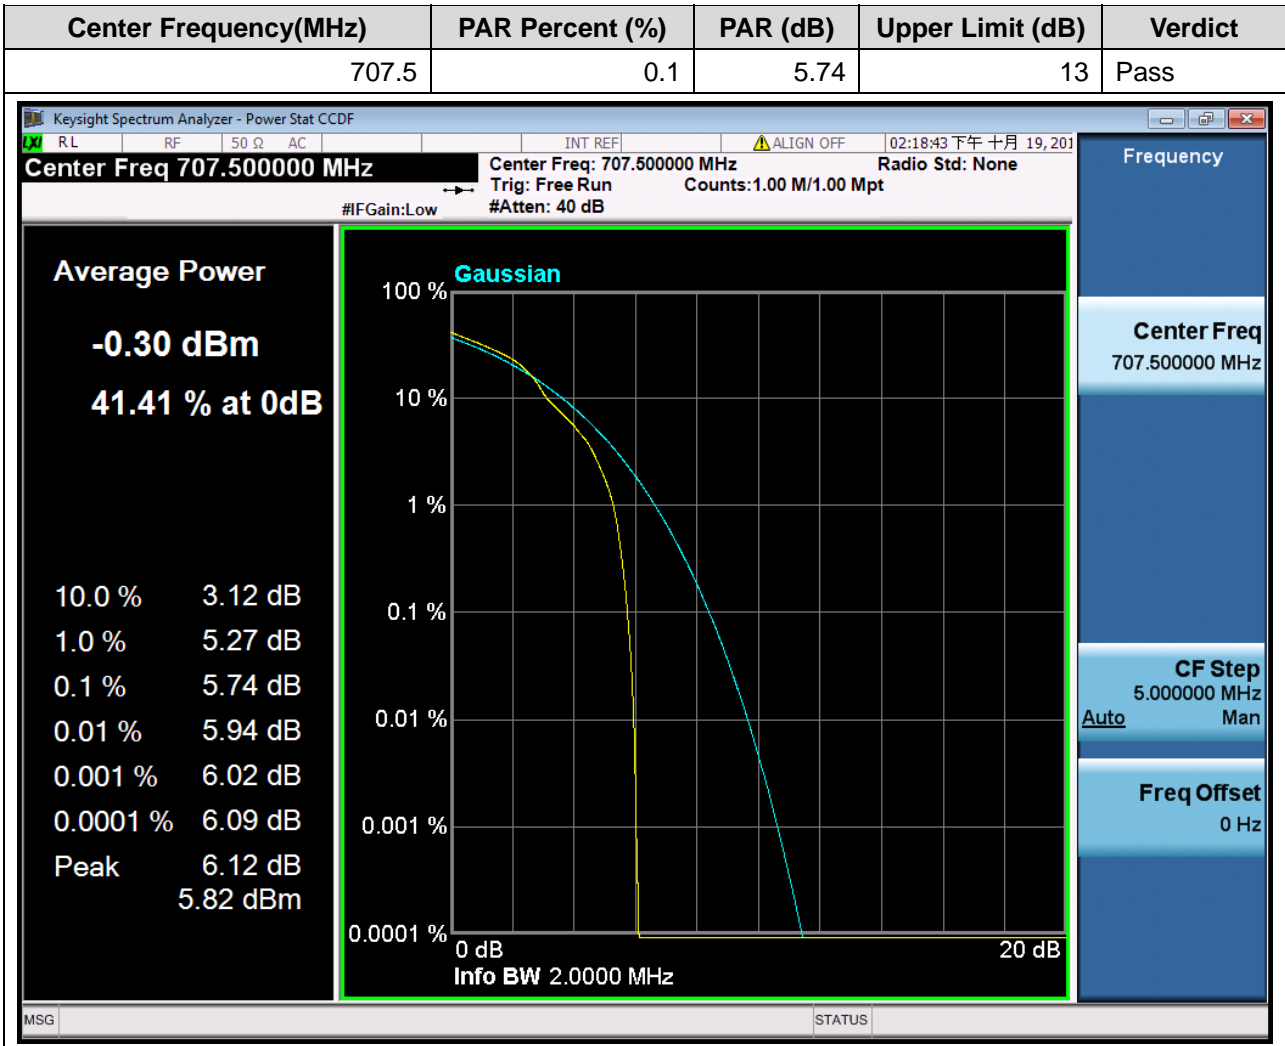 Center Frequency(MHz) PAR Percent (%) PAR (dB) Upper Limit (dB) Verdict
707.5 0.1 5.74 13 Pass
Keysight Spectrum Analyzer - Power Stat CCDF
LXI RL RF 50 Ω AC INT REF ALIGN OFF 02:18:43 下午 十月 19, 201
Center Freq 707.500000 MHz
Center Freq: 707.500000 MHz Radio Std: None
Trig: Free Run Counts:1.00 M/1.00 Mpt
#IFGain:Low #Atten: 40 dB
Frequency
Average Power
-0.30 dBm
41.41 % at 0dB
10.0 % 3.12 dB
1.0 % 5.27 dB
0.1 % 5.74 dB
0.01 % 5.94 dB
0.001 % 6.02 dB
0.0001 % 6.09 dB
Peak 6.12 dB
5.82 dBm
Gaussian
100 %
10 %
1 %
0.1 %
0.01 %
0.001 %
0.0001 %
0 dB 20 dB
Info BW 2.0000 MHz
Center Freq
707.500000 MHz
CF Step
5.000000 MHz
Auto Man
Freq Offset
0 Hz
MSG STATUS